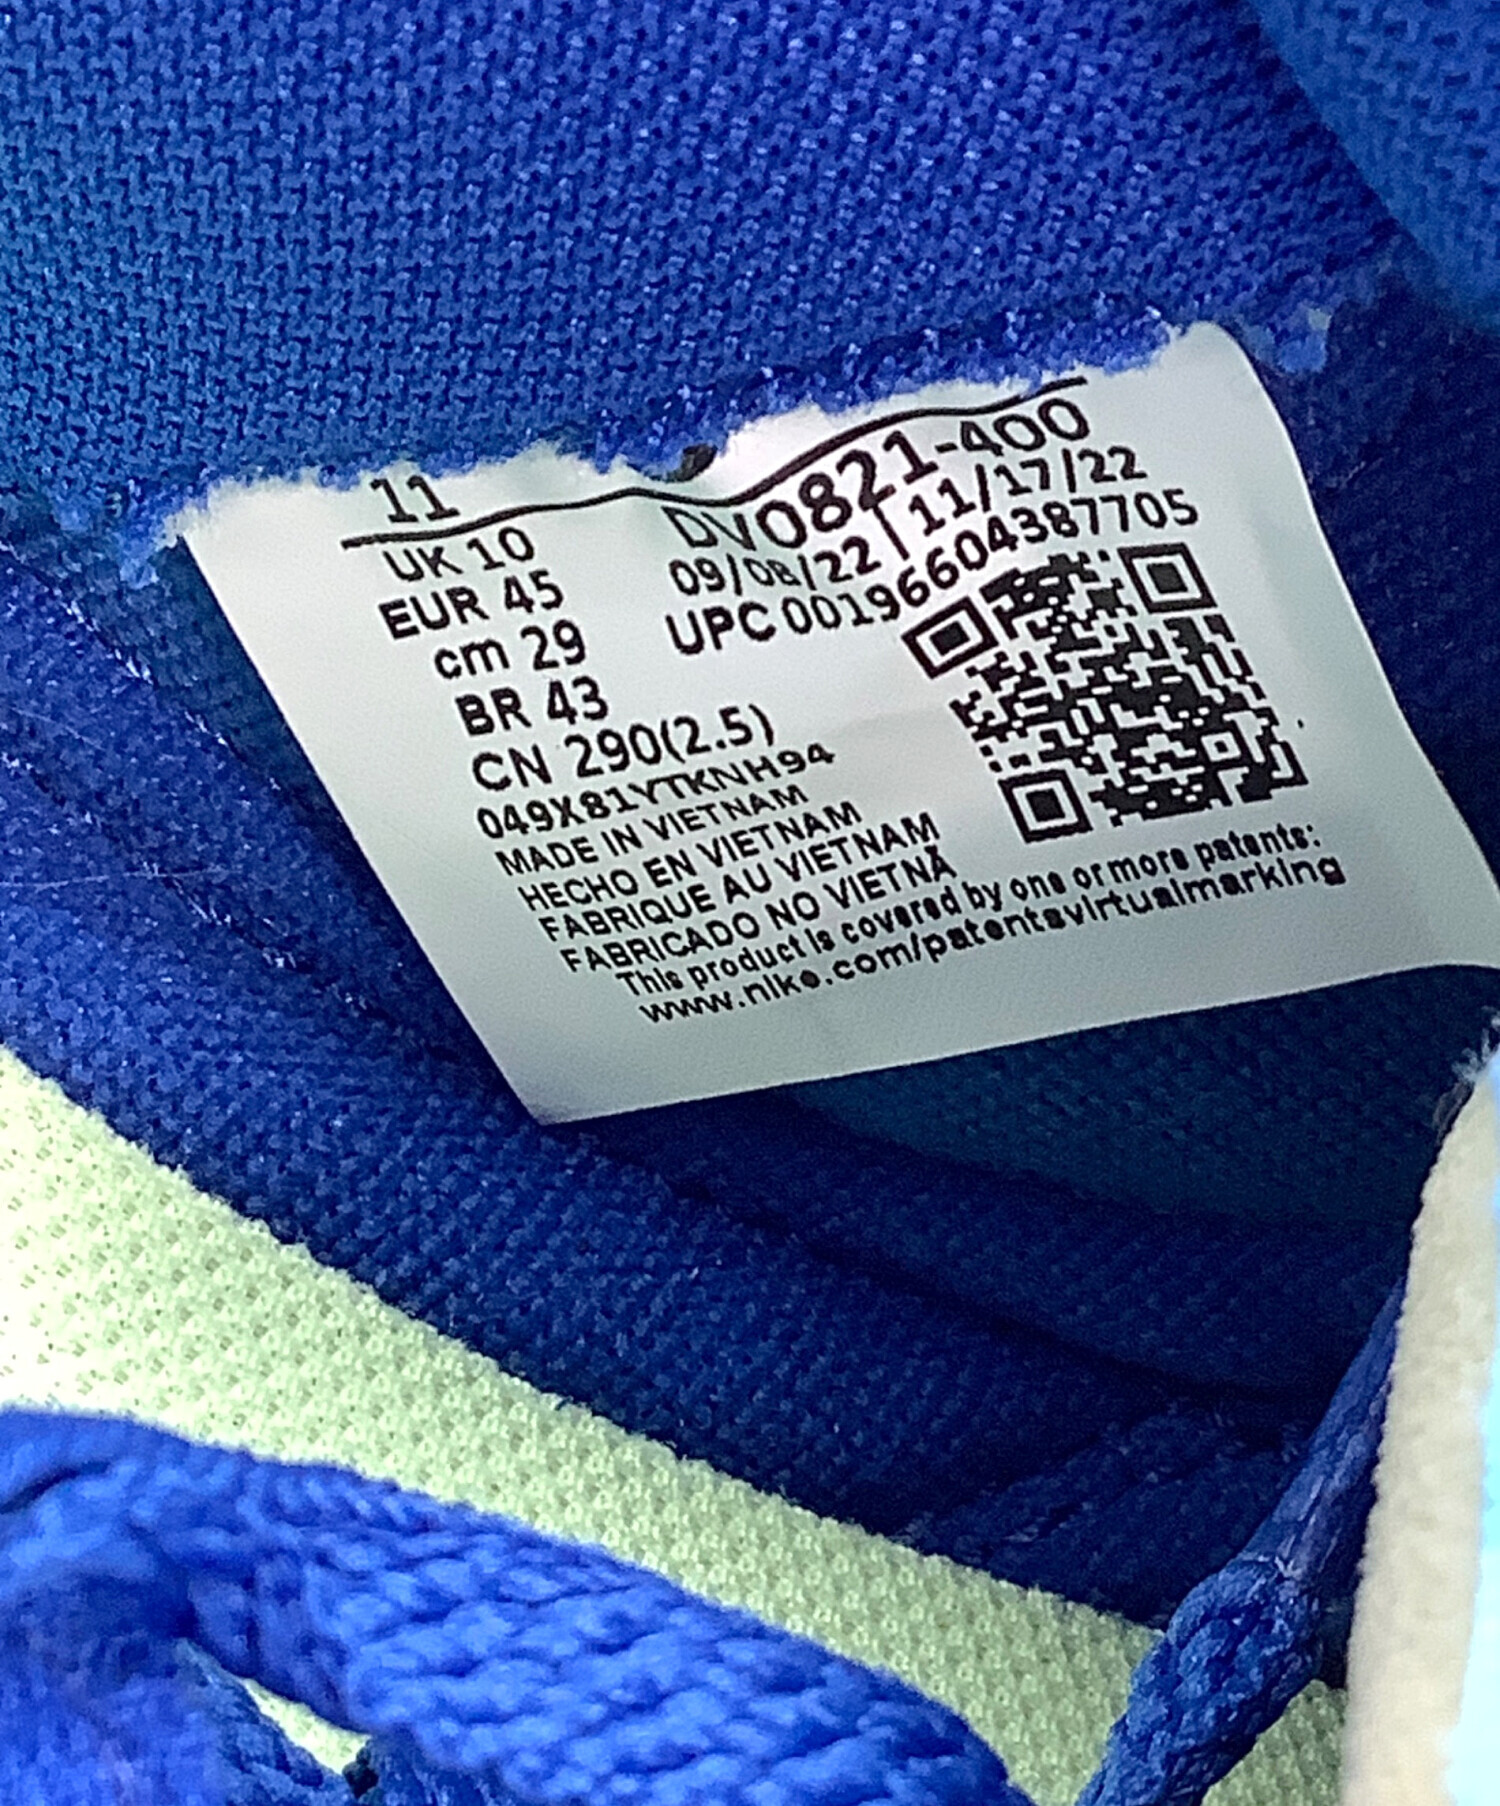 11
DV0821-400
UK 10
09/08/22 | 11/17/22
EUR 45
UPC 00196604387705
cm 29
BR 43
CN 290(2.5)
049X81YTKNH94
MADE IN VIETNAM
HECHO EN VIETNAM
FABRIQUE AU VIETNAM
FABRICADO NO VIETNÃ
This product is covered by one or more patents:
www.nike.com/patentsvirtualmarking